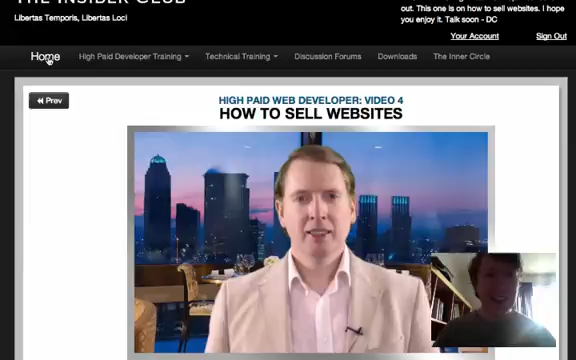 THE INSIDER CLUB
Libertas Temporis, Libertas Loci
out. This one is on how to sell websites. I hope
you enjoy it. Talk soon - DC
Your Account
Sign Out
Home
High Paid Developer Training
Technical Training
Discussion Forums
Downloads
The Inner Circle
Prev
HIGH PAID WEB DEVELOPER: VIDEO 4
HOW TO SELL WEBSITES